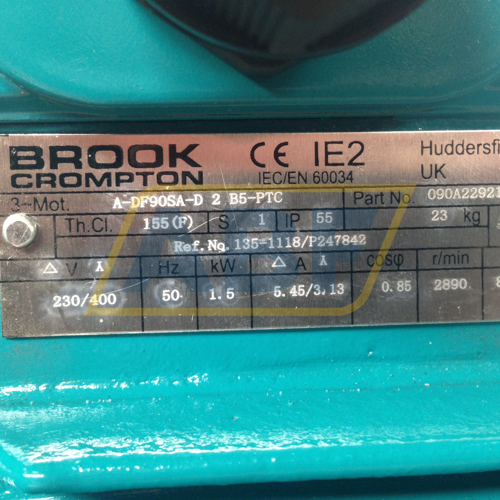 BROOK CE IE2 Huddersfi
CROMPTON IEC/EN 60034 UK
3~Mot. A-DF90SA-D 2 B5-PTC Part No. 090A22921
Th.Cl. 155(F) S 1 IP 55 23 kg
Ref.No. 135=1118/P247842
△ V ⅄ Hz kW △ A ⅄ cosφ r/min
230/400 50 1.5 5.45/3.13 0.85 2890